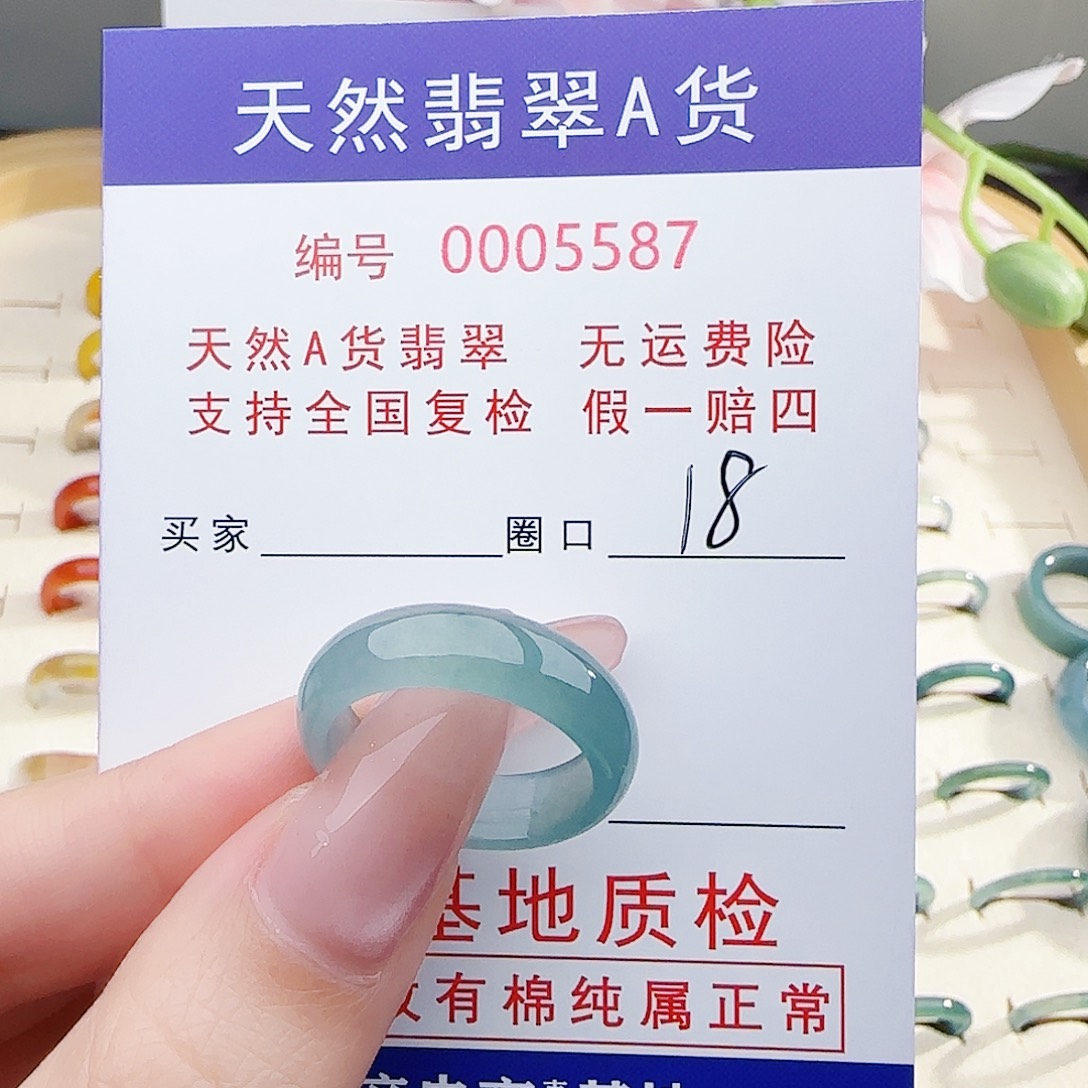 天然翡翠A货
编号 0005587
天然A货翡翠 无运费险
支持全国复检 假一赔四
买家 圈口 18
基地质检
有棉纯属正常